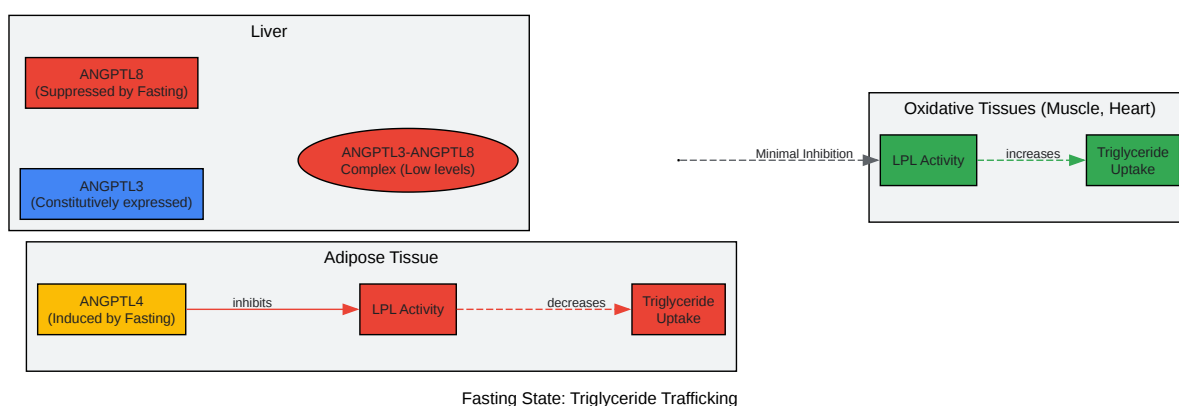 Liver
ANGPTL8
(Suppressed by Fasting)
ANGPTL3-ANGPTL8
Complex (Low levels)
ANGPTL3
(Constitutively expressed)
Minimal Inhibition
Oxidative Tissues (Muscle, Heart)
LPL Activity
increases
Triglyceride
Uptake
Adipose Tissue
ANGPTL4
(Induced by Fasting)
inhibits
LPL Activity
decreases
Triglyceride
Uptake
Fasting State: Triglyceride Trafficking